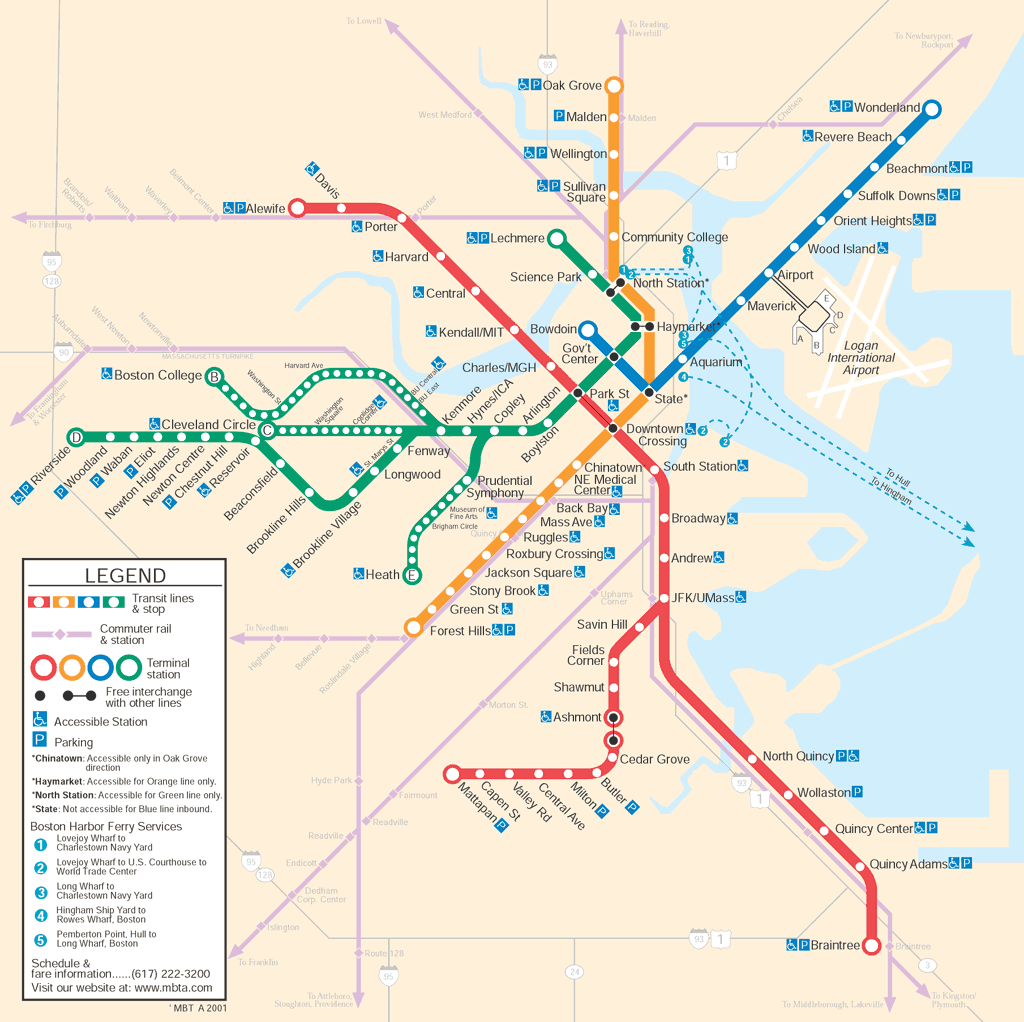 To Lowell
To Reading,
Haverhill
To Newburyport,
Rockport
93
Oak Grove
Wonderland
West Medford
Malden
Malden
Chelsea
Revere Beach
Wellington
1
Beachmont
Davis
Sullivan
Square
Suffolk Downs
Brandeis/
Roberts
Waltham
Waverley
Belmont Center
Alewife
Porter
Orient Heights
To Fitchburg
Porter
Lechmere
Community College
Wood Island
Harvard
95
128
Science Park
North Station*
Airport
Central
Maverick
E
D
C
B
A
Auburndale
West Newton
Newtonville
Kendall/MIT
Bowdoin
Haymarket*
Gov't
Center
90
MASSACHUSETTS TURNPIKE
Logan
International
Airport
Charles/MGH
Aquarium
Harvard Ave
BU Central
BU East
Boston College
B
Washington St
Washington
Square
Coolidge
Corner
Kenmore
Hynes/ICA
Copley
Arlington
Boylston
Park St
State*
To Framingham
& Worcester
Cleveland Circle
C
D
Riverside
Woodland
Waban
Eliot
Newton Highlands
Newton Centre
Chestnut Hill
Reservoir
Beaconsfield
Brookline Hills
Brookline Village
St. Marys St
Fenway
Longwood
Downtown
Crossing
Chinatown
South Station
NE Medical
Center
Prudential
Symphony
To Hull
To Hingham
Back Bay
Museum of
Fine Arts
Mass Ave
Broadway
Brigham Circle
Ruggles
Roxbury Crossing
Andrew
Heath
E
Jackson Square
Stony Brook
Uphams
Corner
JFK/UMass
Green St
Savin Hill
To Needham
Forest Hills
Highland
Bellevue
Roslindale Village
Fields
Corner
Shawmut
Morton St.
Ashmont
Cedar Grove
North Quincy
Mattapan
Capen St
Valley Rd
Central Ave
Milton
Butler
Hyde Park
Fairmount
93
1
Wollaston
Readville
Readville
Quincy Center
Endicott
95
128
Quincy Adams
Dedham
Corp. Center
Islington
Braintree
Braintree
93
1
Route 128
To Franklin
95
24
3
To Attleboro,
Stoughton, Providence
To Middleborough, Lakeville
To Kingston/
Plymouth
LEGEND
Transit lines
& stop
Commuter rail
& station
Terminal
station
Free interchange
with other lines
Accessible Station
P
Parking
*Chinatown: Accessible only in Oak Grove
direction
*Haymarket: Accessible for Orange line only.
*North Station: Accessible for Green line only.
*State: Not accessible for Blue line inbound.
Boston Harbor Ferry Services
1 Lovejoy Wharf to
Charlestown Navy Yard
2 Lovejoy Wharf to U.S. Courthouse to
World Trade Center
3 Long Wharf to
Charlestown Navy Yard
4 Hingham Ship Yard to
Rowes Wharf, Boston
5 Pemberton Point, Hull to
Long Wharf, Boston
Schedule &
fare information......(617) 222-3200
Visit our website at: www.mbta.com
' MBT A 2001